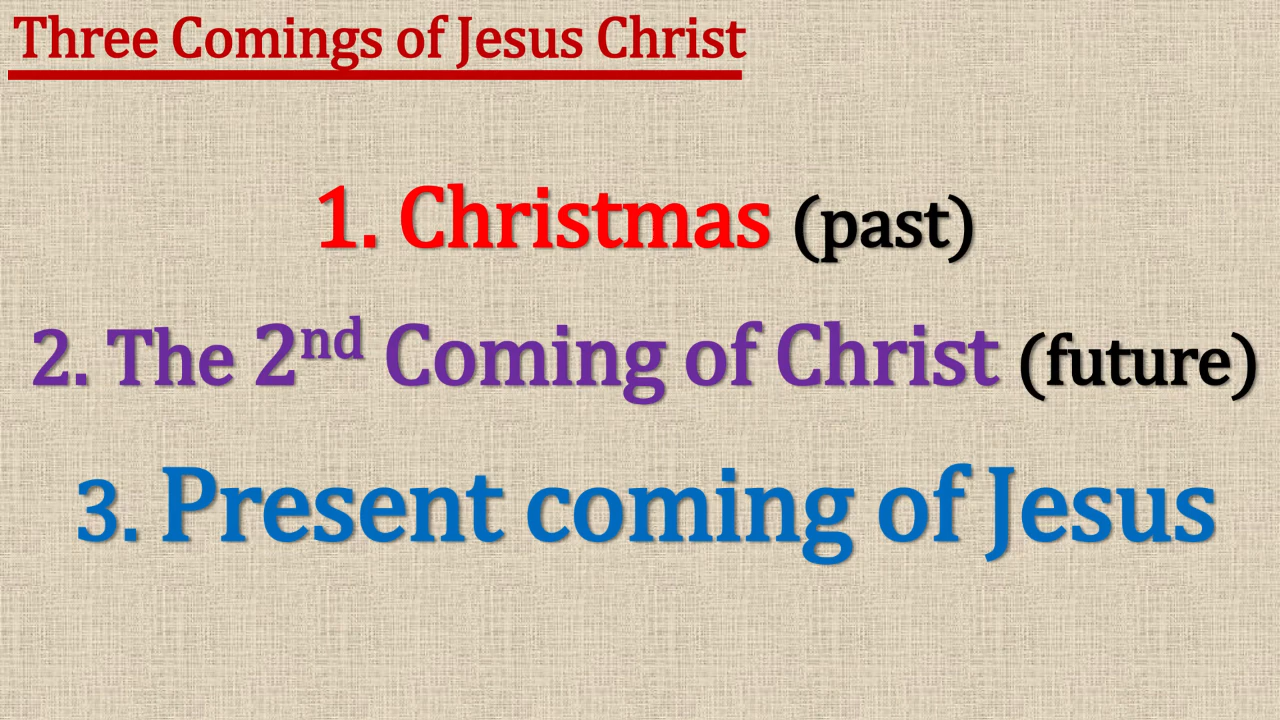 Three Comings of Jesus Christ
1. Christmas (past)
2. The 2nd Coming of Christ (future)
3. Present coming of Jesus